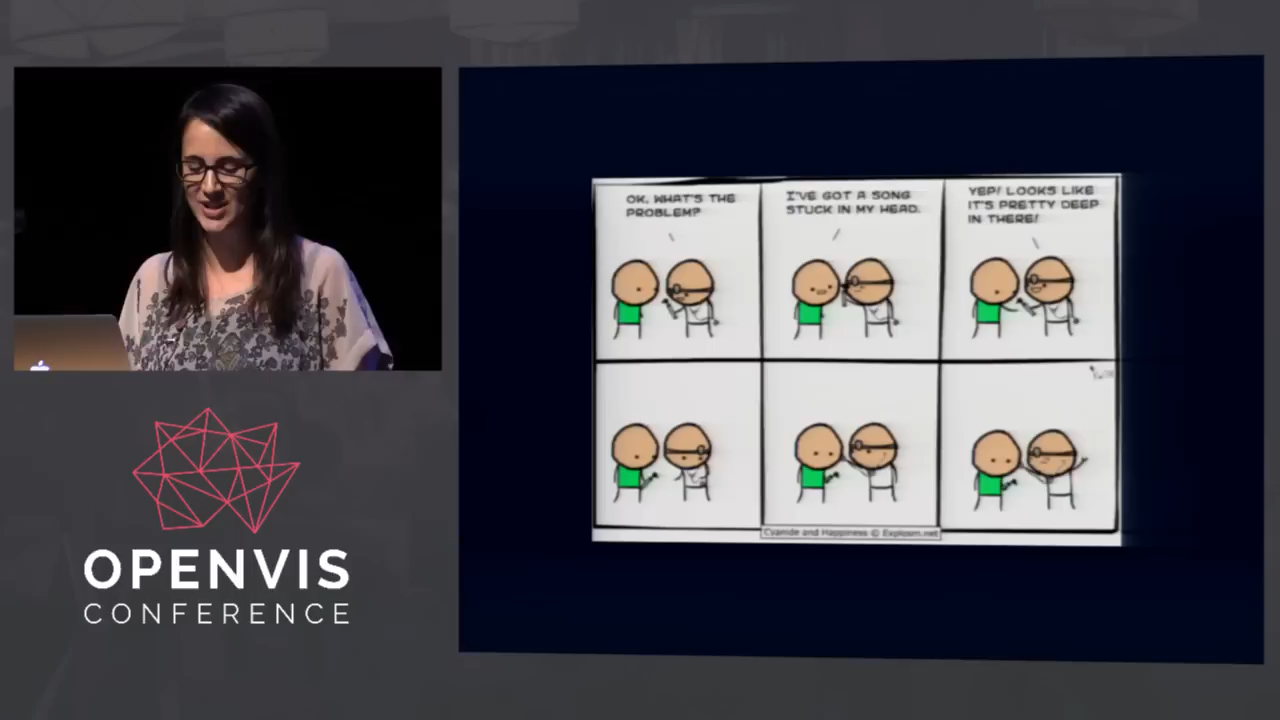 OK, WHAT'S THE
PROBLEM?
I'VE GOT A SONG
STUCK IN MY HEAD.
YEP! LOOKS LIKE
IT'S PRETTY DEEP
IN THERE!
Cyanide and Happiness © Explosm.net
OPENVIS
CONFERENCE